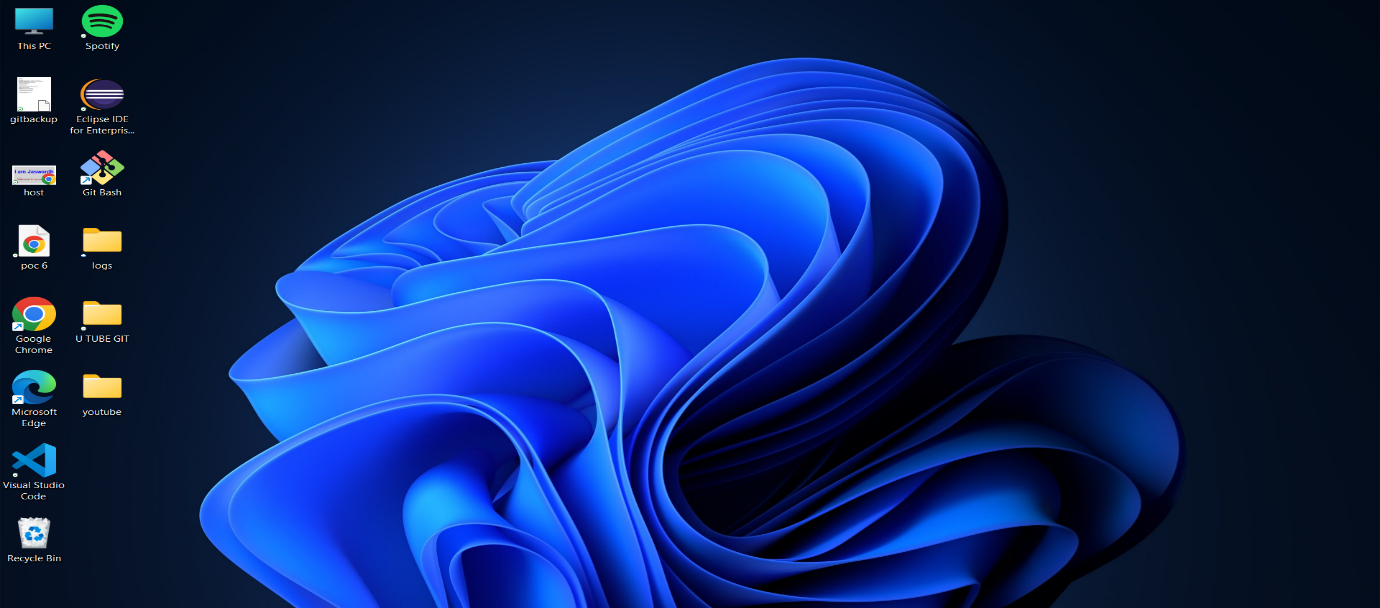 This PC
Spotify
gitbackup
Eclipse IDE
for Enterpris...
host
Git Bash
poc 6
logs
Google
Chrome
U TUBE GIT
Microsoft
Edge
youtube
Visual Studio
Code
Recycle Bin